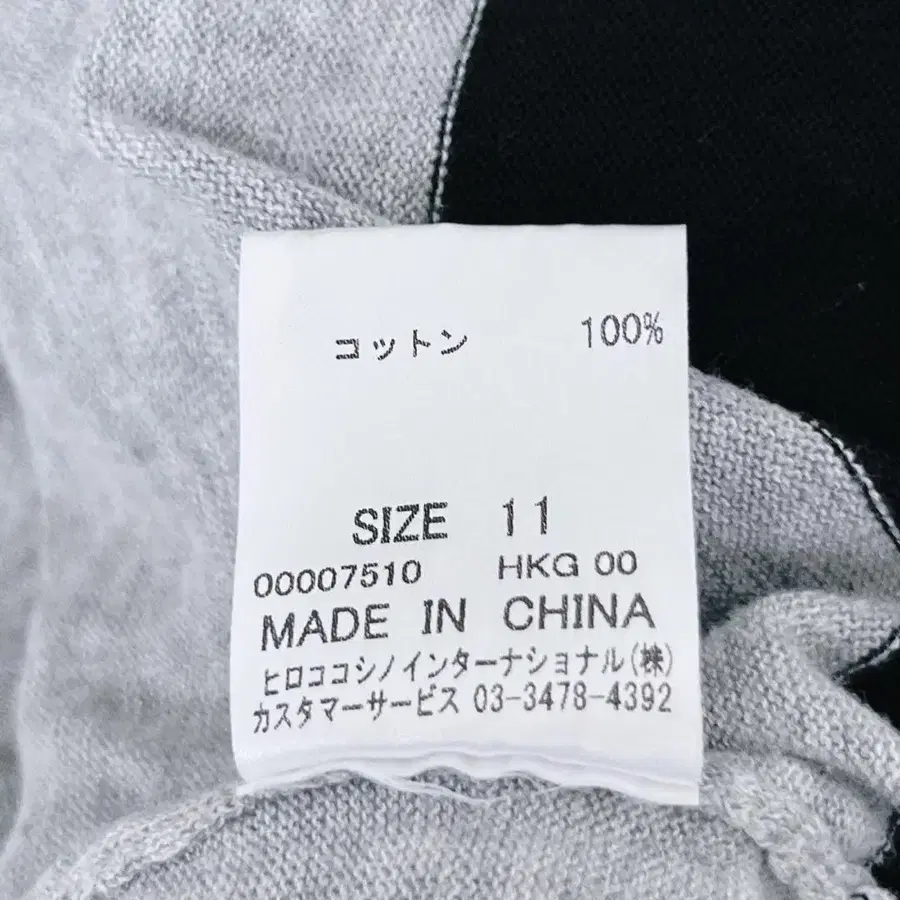 コットン 100%
SIZE 11
00007510 HKG 00
MADE IN CHINA
ヒロココシノインターナショナル(株)
カスタマーサービス 03-3478-4392